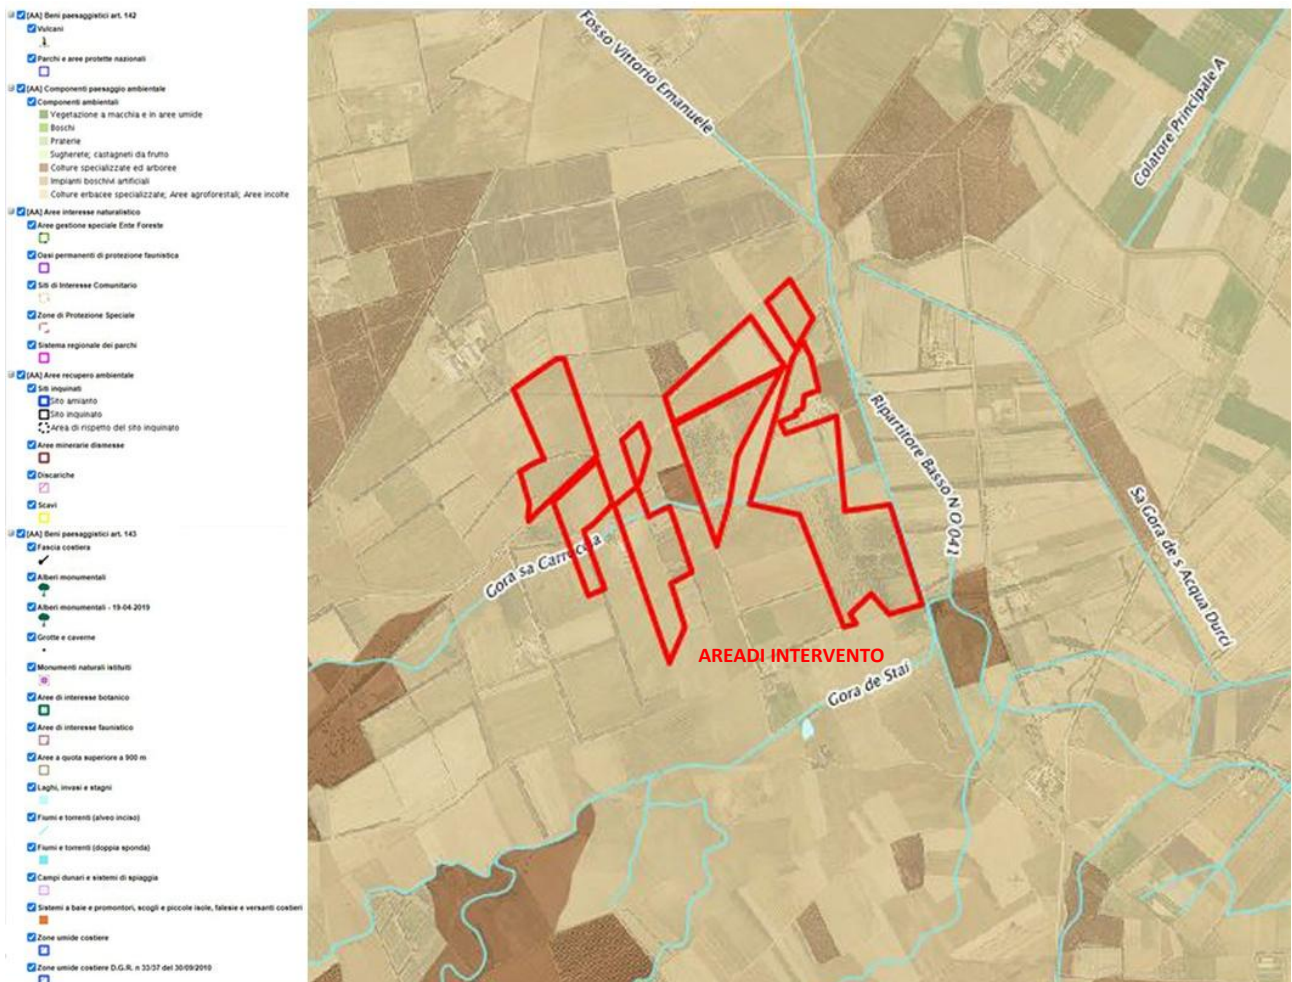 [AA] Beni paesaggistici art. 142
Vulcani
Parchi e aree protette nazionali
[AA] Componenti paesaggio ambientale
Componenti ambientali
Vegetazione a macchia e in aree umide
Boschi
Praterie
Sugherete; castagneti da frutto
Colture specializzate ed arboree
Impianti boschivi artificiali
Colture erbacee specializzate; Aree agroforestali; Aree incolte
[AA] Aree interesse naturalistico
Aree gestione speciale Ente Foreste
Oasi permanenti di protezione faunistica
Siti di Interesse Comunitario
Zone di Protezione Speciale
Sistema regionale dei parchi
[AA] Aree recupero ambientale
Siti inquinati
Sito amianto
Sito inquinato
Area di rispetto del sito inquinato
Aree minerarie dismesse
Discariche
Scavi
[AA] Beni paesaggistici art. 143
Fascia costiera
Alberi monumentali
Alberi monumentali - 19-04-2019
Grotte e caverne
Monumenti naturali istituiti
Aree di interesse botanico
Aree di interesse faunistico
Aree a quota superiore a 900 m
Laghi, invasi e stagni
Fiumi e torrenti (alveo inciso)
Fiumi e torrenti (doppia sponda)
Campi dunari e sistemi di spiaggia
Sistemi a baie e promontori, scogli e piccole isole, falesie e versanti costieri
Zone umide costiere
Zone umide costiere D.G.R. n 33/37 del 30/09/2010
Fosso Vittorio Emanuele
Colatore Principale A
Ripartitore Basso N O 041
Sa Gora de s Acqua Durci
Gora sa Carroccia
AREADI INTERVENTO
Gora de Stai